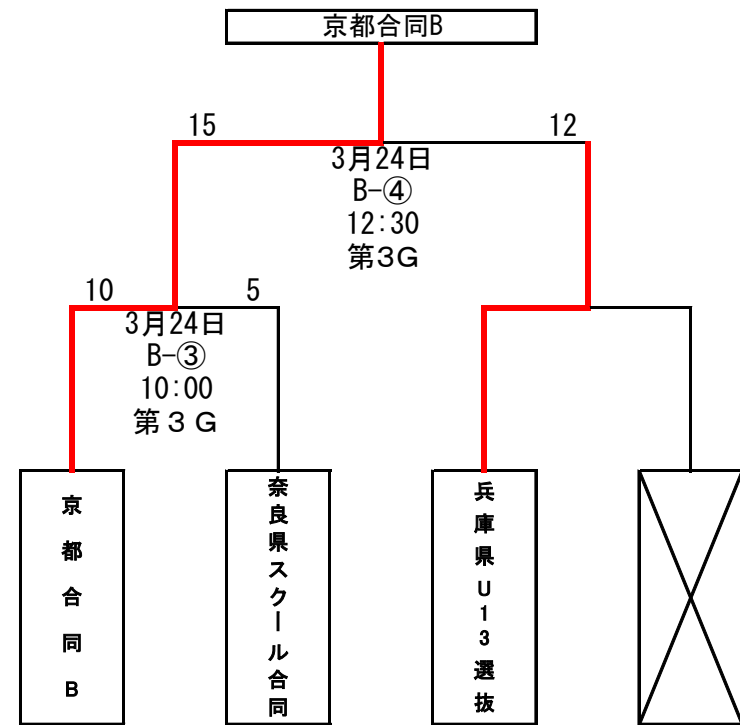 京都合同B
15
12
3月24日
B-④
12:30
第3G
10
5
3月24日
B-③
10:00
第３Ｇ
京都合同B
奈良県スクール合同
兵庫県U13選抜